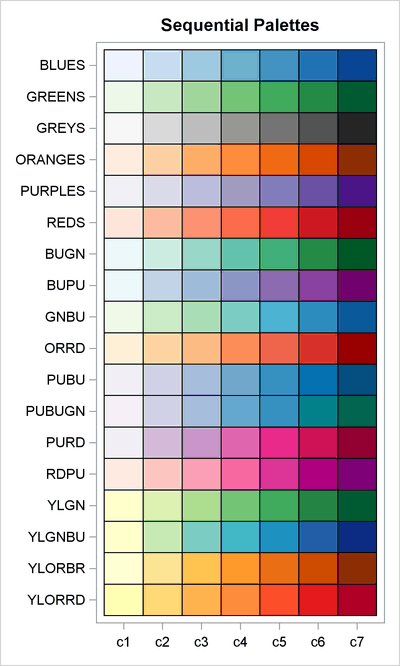 Sequential Palettes
BLUES
GREENS
GREYS
ORANGES
PURPLES
REDS
BUGN
BUPU
GNBU
ORRD
PUBU
PUBUGN
PURD
RDPU
YLGN
YLGNBU
YLORBR
YLORRD
c1 c2 c3 c4 c5 c6 c7